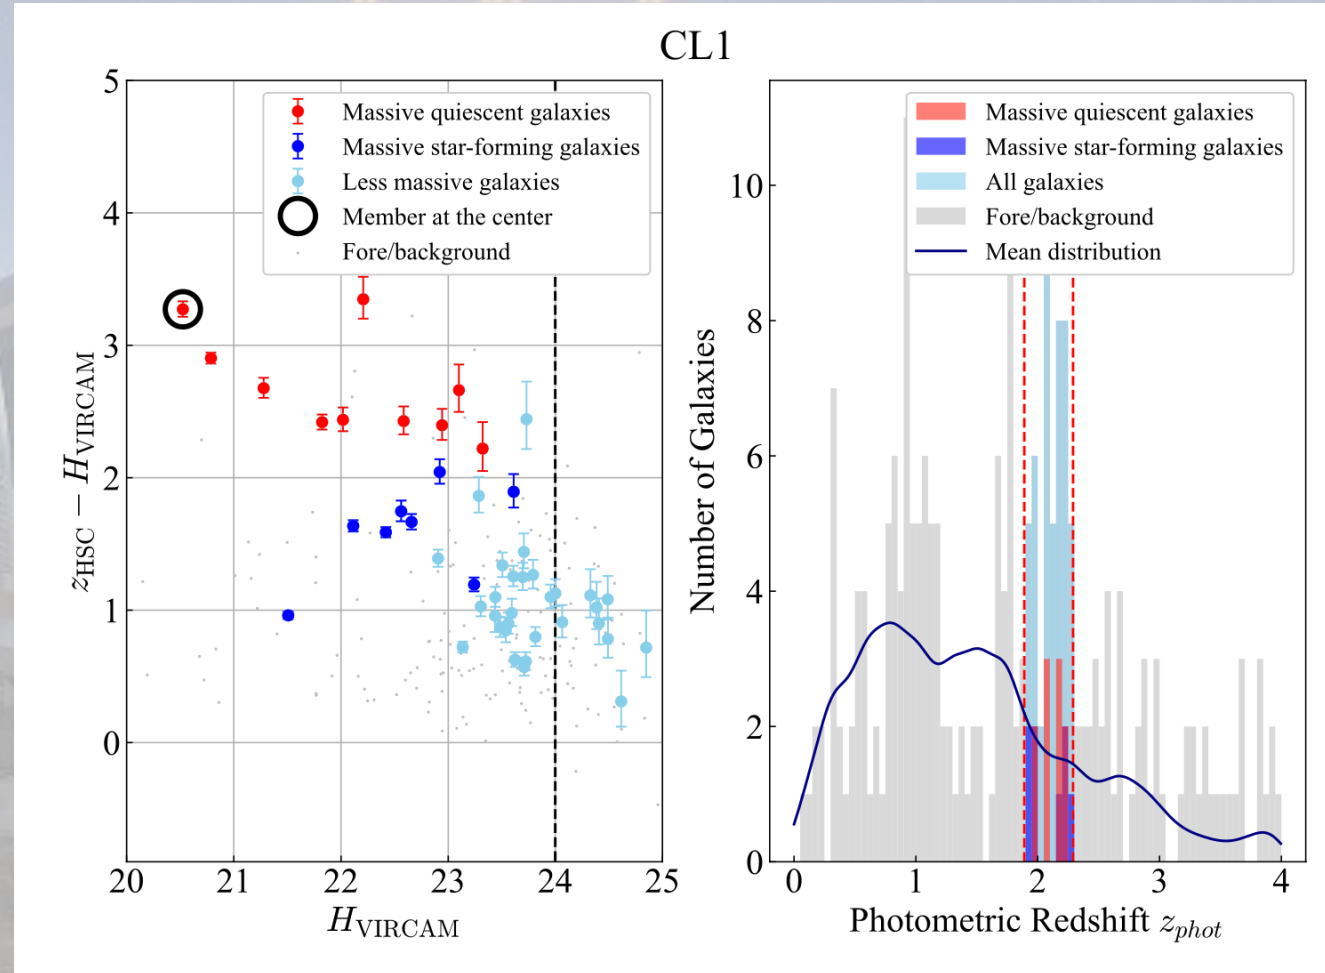 CL1
5
4
3
2
1
0
z_HSC − H_VIRCAM
20 21 22 23 24 25
H_VIRCAM
Massive quiescent galaxies
Massive star-forming galaxies
Less massive galaxies
Member at the center
Fore/background
10
8
6
4
2
0
Number of Galaxies
0 1 2 3 4
Photometric Redshift z_phot
Massive quiescent galaxies
Massive star-forming galaxies
All galaxies
Fore/background
Mean distribution